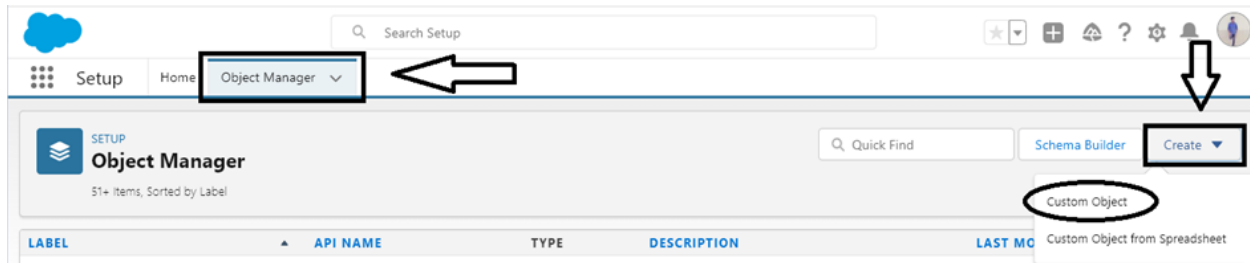 Search Setup
Setup Home Object Manager
SETUP
Object Manager
51+ Items, Sorted by Label
Quick Find
Schema Builder
Create
Custom Object
Custom Object from Spreadsheet
LABEL API NAME TYPE DESCRIPTION LAST MO